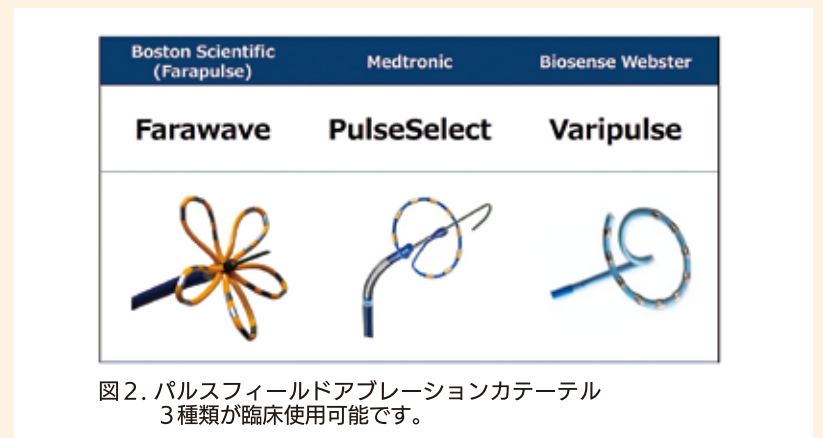 Boston Scientific
(Farapulse)
Medtronic
Biosense Webster
Farawave
PulseSelect
Varipulse
図2. パルスフィールドアブレーションカテーテル
3種類が臨床使用可能です。